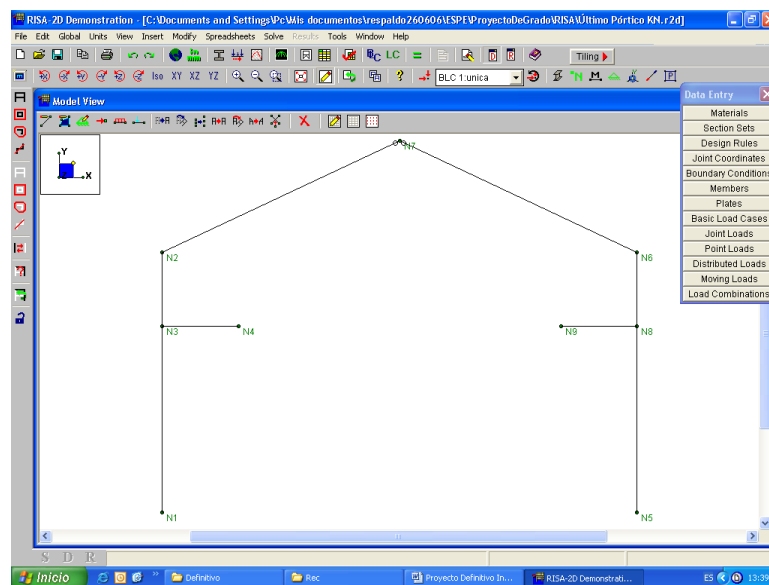 RISA-2D Demonstration - [C:\Documents and Settings\Pc\Mis documentos\respaldo260606\ESPE\ProyectoDeGrado\RISA\Último Pórtico KN.r2d]
File Edit Global Units View Insert Modify Spreadsheets Solve Results Tools Window Help
LC Tiling
Iso XY XZ YZ BLC 1:unica
Model View
Data Entry
Materials
Section Sets
Design Rules
Joint Coordinates
Boundary Conditions
Members
Plates
Basic Load Cases
Joint Loads
Point Loads
Distributed Loads
Moving Loads
Load Combinations
Y
X
N7
N2 N6
N3 N4 N9 N8
N1 N5
S D R
Inicio Definitivo Rec Proyecto Definitivo In... RISA-2D Demonstrati... ES 13:39